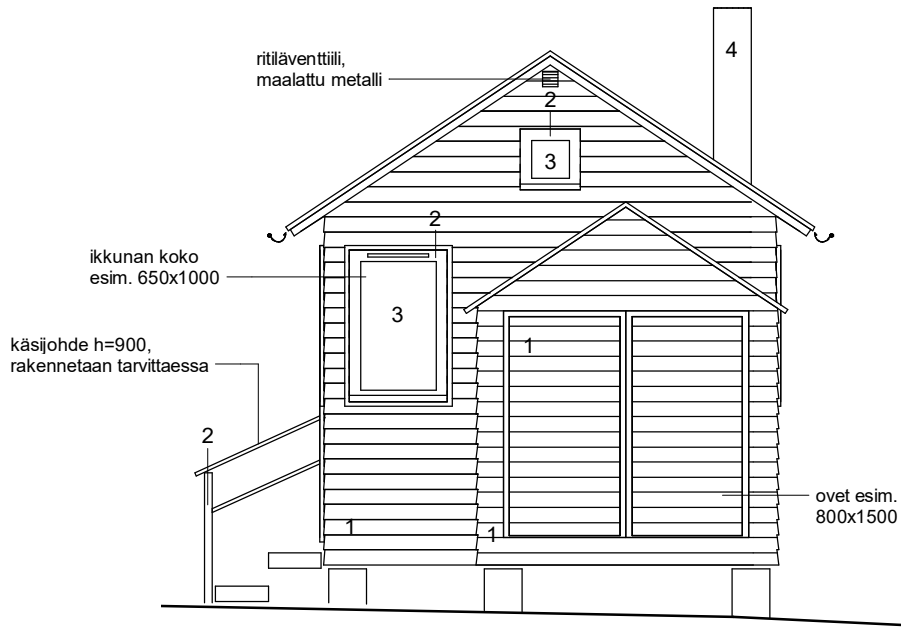 4
ritiläventtiili,
maalattu metalli
2
3
2
ikkunan koko
esim. 650x1000
3
käsijohde h=900,
rakennetaan tarvittaessa
1
2
ovet esim.
800x1500
1
1